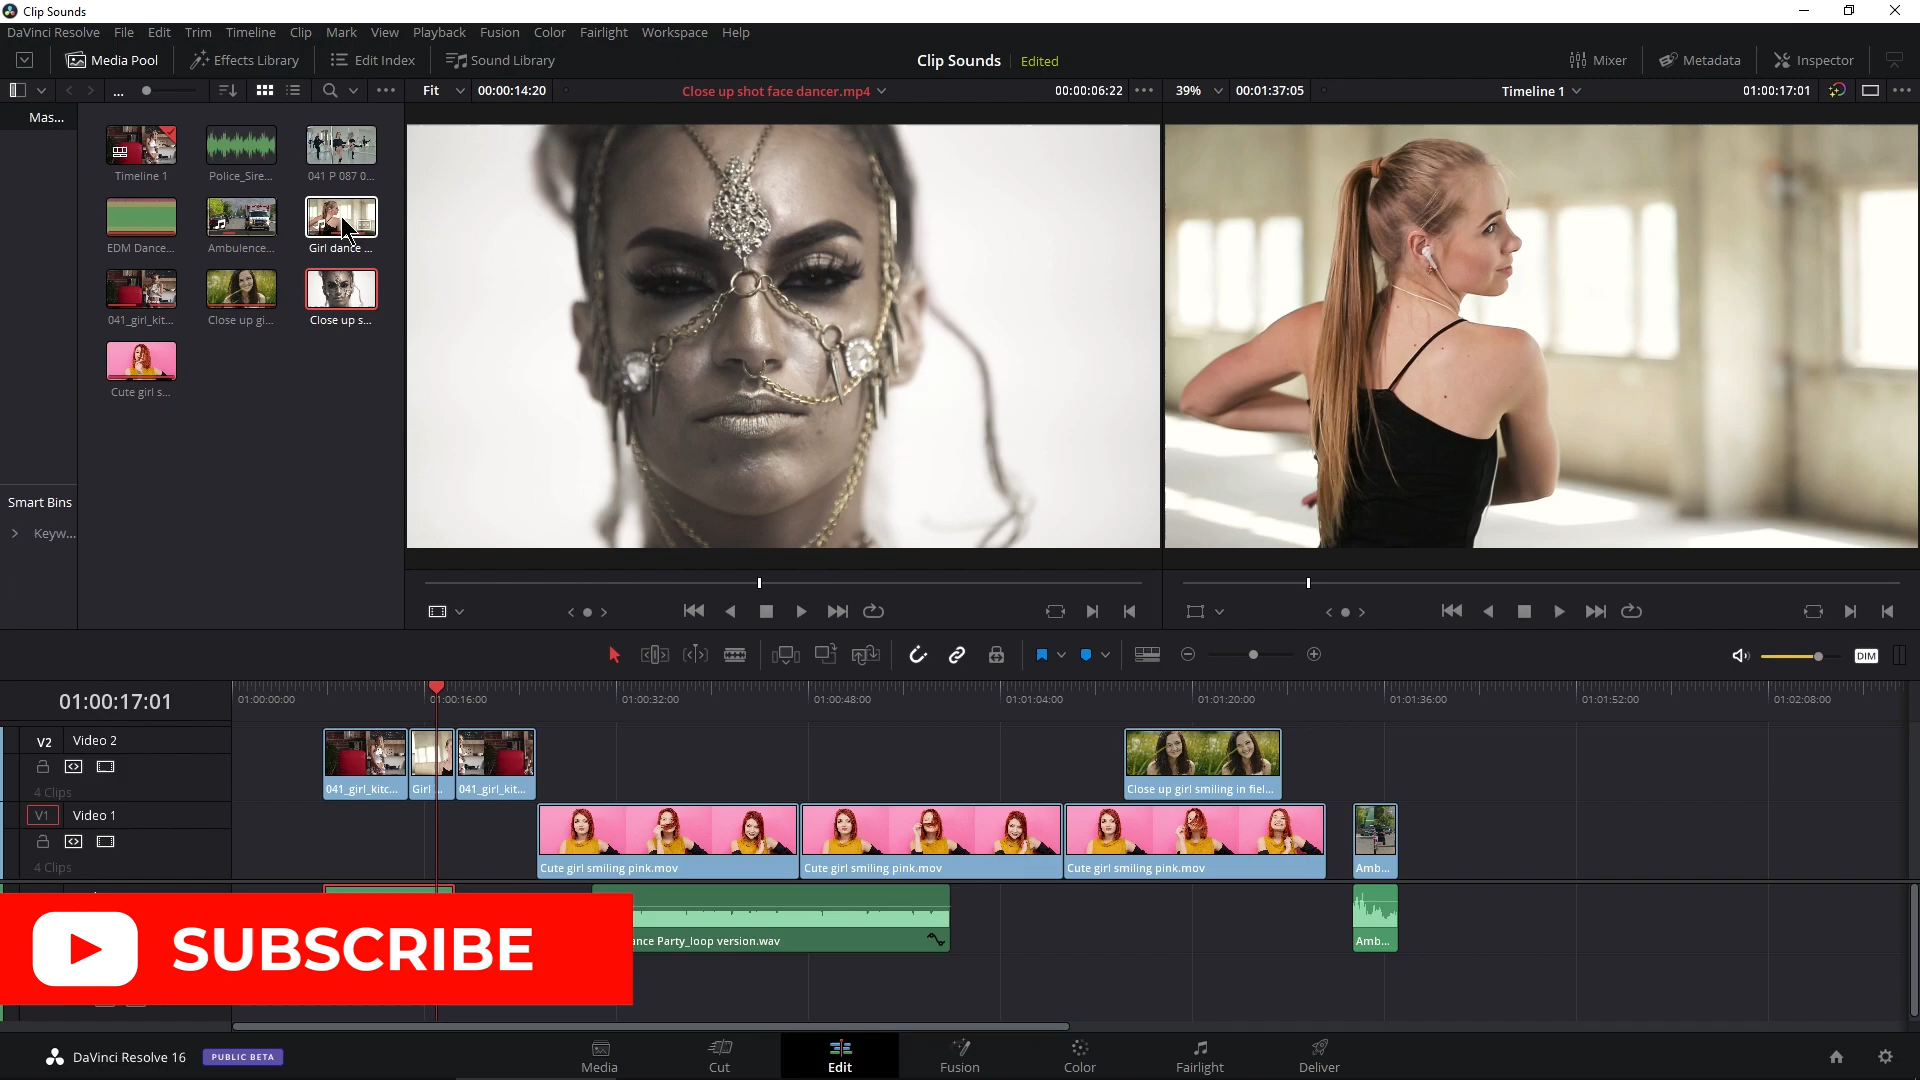 Clip Sounds
DaVinci Resolve File Edit Trim Timeline Clip Mark View Playback Fusion Color Fairlight Workspace Help
Media Pool Effects Library Edit Index Sound Library Clip Sounds Edited Mixer Metadata Inspector
... Fit 00:00:14:20 Close up shot face dancer.mp4 00:00:06:22 39% 00:01:37:05 Timeline 1 01:00:17:01
Mas...
Timeline 1 Police_Sire... 041 P 087 0...
EDM Dance... Ambulence... Girl dance ...
041_girl_kit... Close up gi... Close up s...
Cute girl s...
Smart Bins
Keyw...
DIM
01:00:17:01 01:00:00:00 01:00:16:00 01:00:32:00 01:00:48:00 01:01:04:00 01:01:20:00 01:01:36:00 01:01:52:00 01:02:08:00
V2 Video 2
4 Clips
041_girl_kitc... Girl ... 041_girl_kit... Close up girl smiling in fiel...
V1 Video 1
4 Clips
Cute girl smiling pink.mov Cute girl smiling pink.mov Cute girl smiling pink.mov Amb...
SUBSCRIBE
ance Party_loop version.wav Amb...
DaVinci Resolve 16 PUBLIC BETA
Media Cut Edit Fusion Color Fairlight Deliver